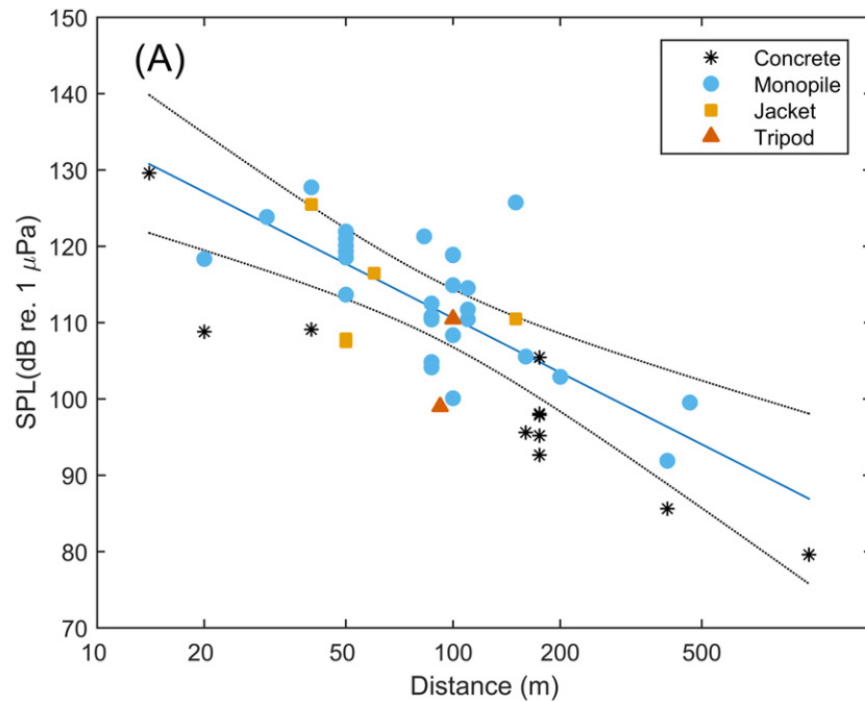 (A)
Concrete
Monopile
Jacket
Tripod
150
140
130
120
110
100
90
80
70
SPL(dB re. 1 μPa)
10 20 50 100 200 500
Distance (m)